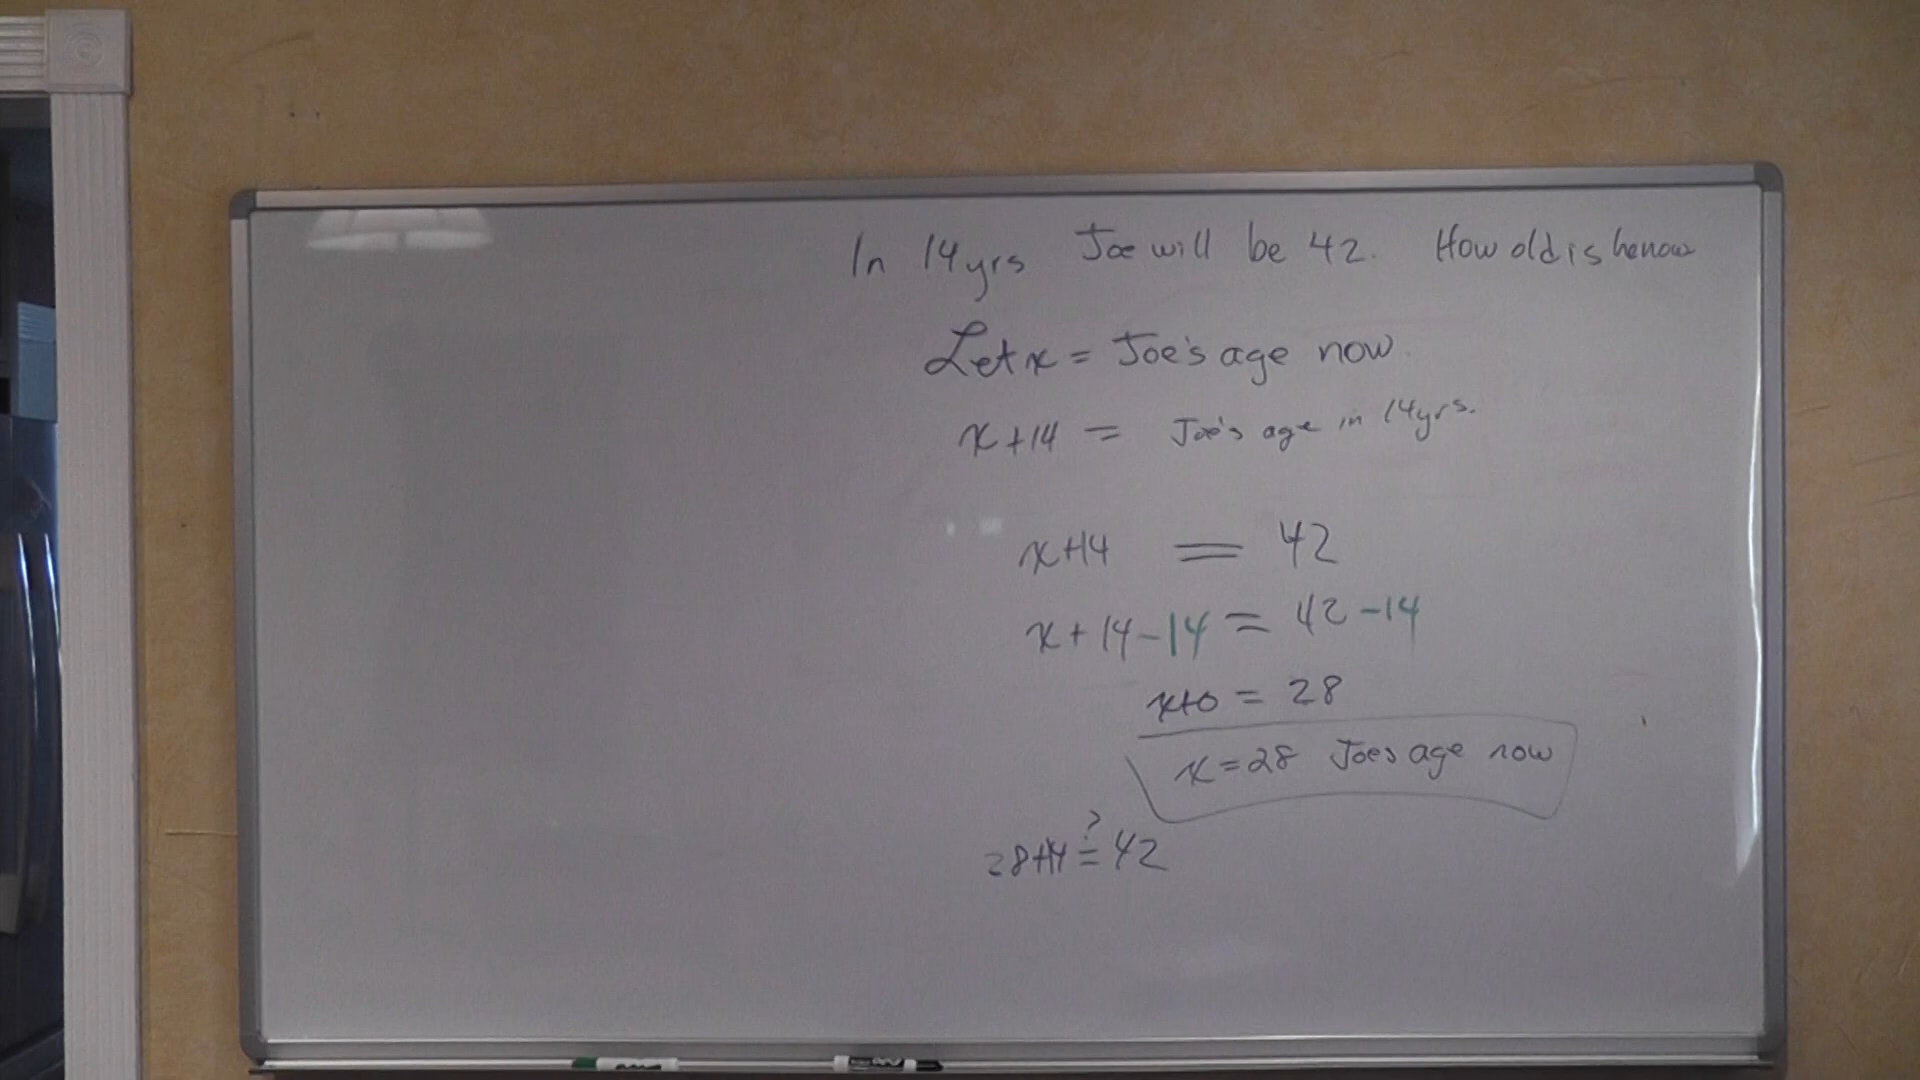 In 14yrs Joe will be 42. How old is he now
Let x = Joe's age now.
x+14 = Joe's age in 14yrs.
x+14 = 42
x+14-14 = 42-14
x+0 = 28
x=28 Joes age now
28+14 ≟ 42